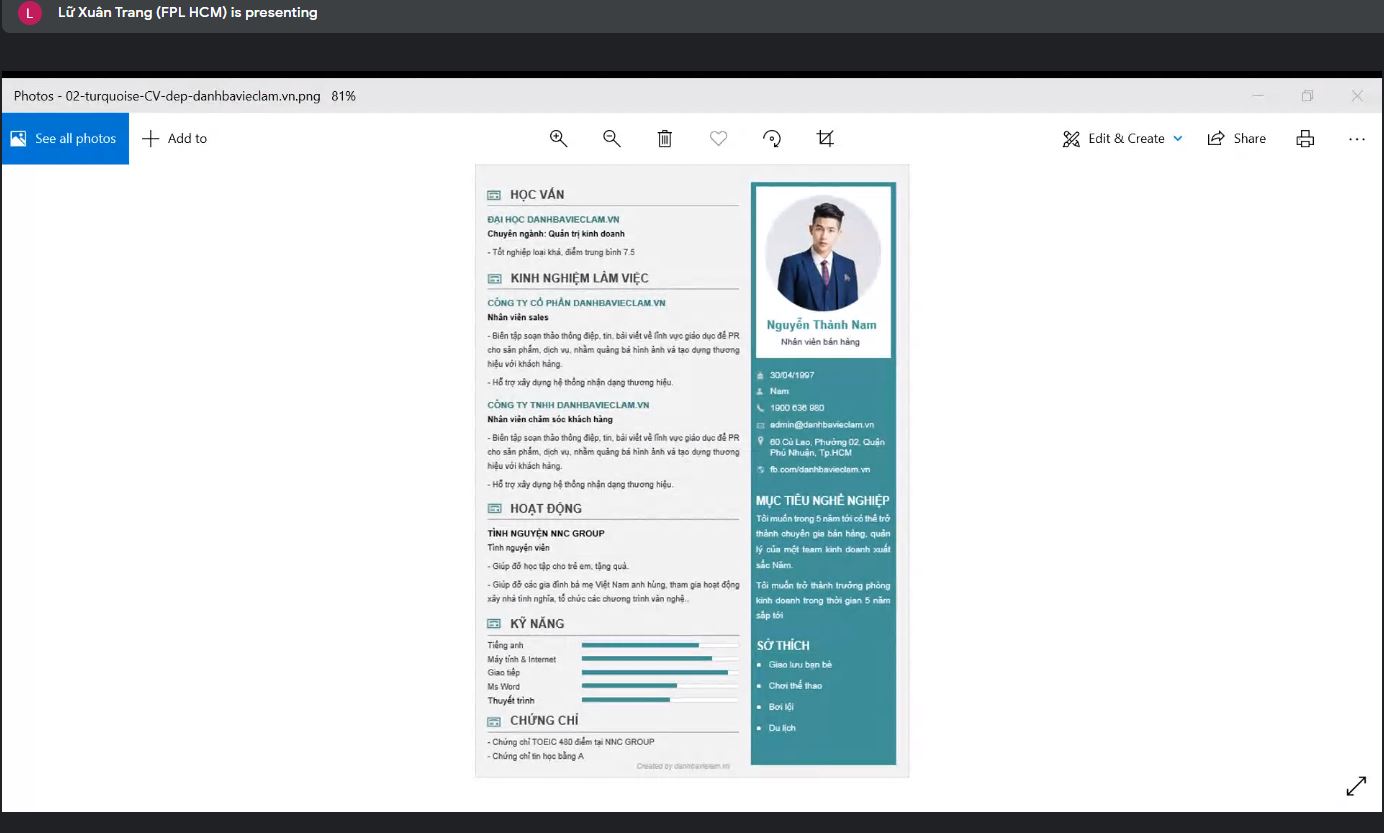 L
Lữ Xuân Trang (FPL HCM) is presenting
Photos - 02-turquoise-CV-dep-danhbavieclam.vn.png 81%
See all photos
Add to
Edit & Create
Share
HỌC VẤN
ĐẠI HỌC DANHBAVIECLAM.VN
Chuyên ngành: Quản trị kinh doanh
- Tốt nghiệp loại khá, điểm trung bình 7.5
KINH NGHIỆM LÀM VIỆC
CÔNG TY CỔ PHẦN DANHBAVIECLAM.VN
Nhân viên sales
- Biên tập soạn thảo thông điệp, tin, bài viết về lĩnh vực giáo dục để PR
cho sản phẩm, dịch vụ, nhằm quảng bá hình ảnh và tạo dựng thương
hiệu với khách hàng.
- Hỗ trợ xây dựng hệ thống nhận dạng thương hiệu.
CÔNG TY TNHH DANHBAVIECLAM.VN
Nhân viên chăm sóc khách hàng
- Biên tập soạn thảo thông điệp, tin, bài viết về lĩnh vực giáo dục để PR
cho sản phẩm, dịch vụ, nhằm quảng bá hình ảnh và tạo dựng thương
hiệu với khách hàng.
- Hỗ trợ xây dựng hệ thống nhận dạng thương hiệu.
HOẠT ĐỘNG
TÌNH NGUYỆN NNC GROUP
Tình nguyện viên
- Giúp đỡ học tập cho trẻ em, tặng quà.
- Giúp đỡ các gia đình bà mẹ Việt Nam anh hùng, tham gia hoạt động
xây nhà tình nghĩa, tổ chức các chương trình văn nghệ..
KỸ NĂNG
Tiếng anh
Máy tính & Internet
Giao tiếp
Ms Word
Thuyết trình
CHỨNG CHỈ
- Chứng chỉ TOEIC 480 điểm tại NNC GROUP
- Chứng chỉ tin học bằng A
Created by danhbavieclam.vn
Nguyễn Thành Nam
Nhân viên bán hàng
30/04/1997
Nam
1900 636 980
admin@danhbavieclam.vn
60 Cù Lao, Phường 02, Quận
Phú Nhuận, Tp.HCM
fb.com/danhbavieclam.vn
MỤC TIÊU NGHỀ NGHIỆP
Tôi muốn trong 5 năm tới có thể trở
thành chuyên gia bán hàng, quản
lý của một team kinh doanh xuất
sắc Năm.
Tôi muốn trở thành trưởng phòng
kinh doanh trong thời gian 5 năm
sắp tới
SỞ THÍCH
Giao lưu bạn bè
Chơi thể thao
Bơi lội
Du lịch